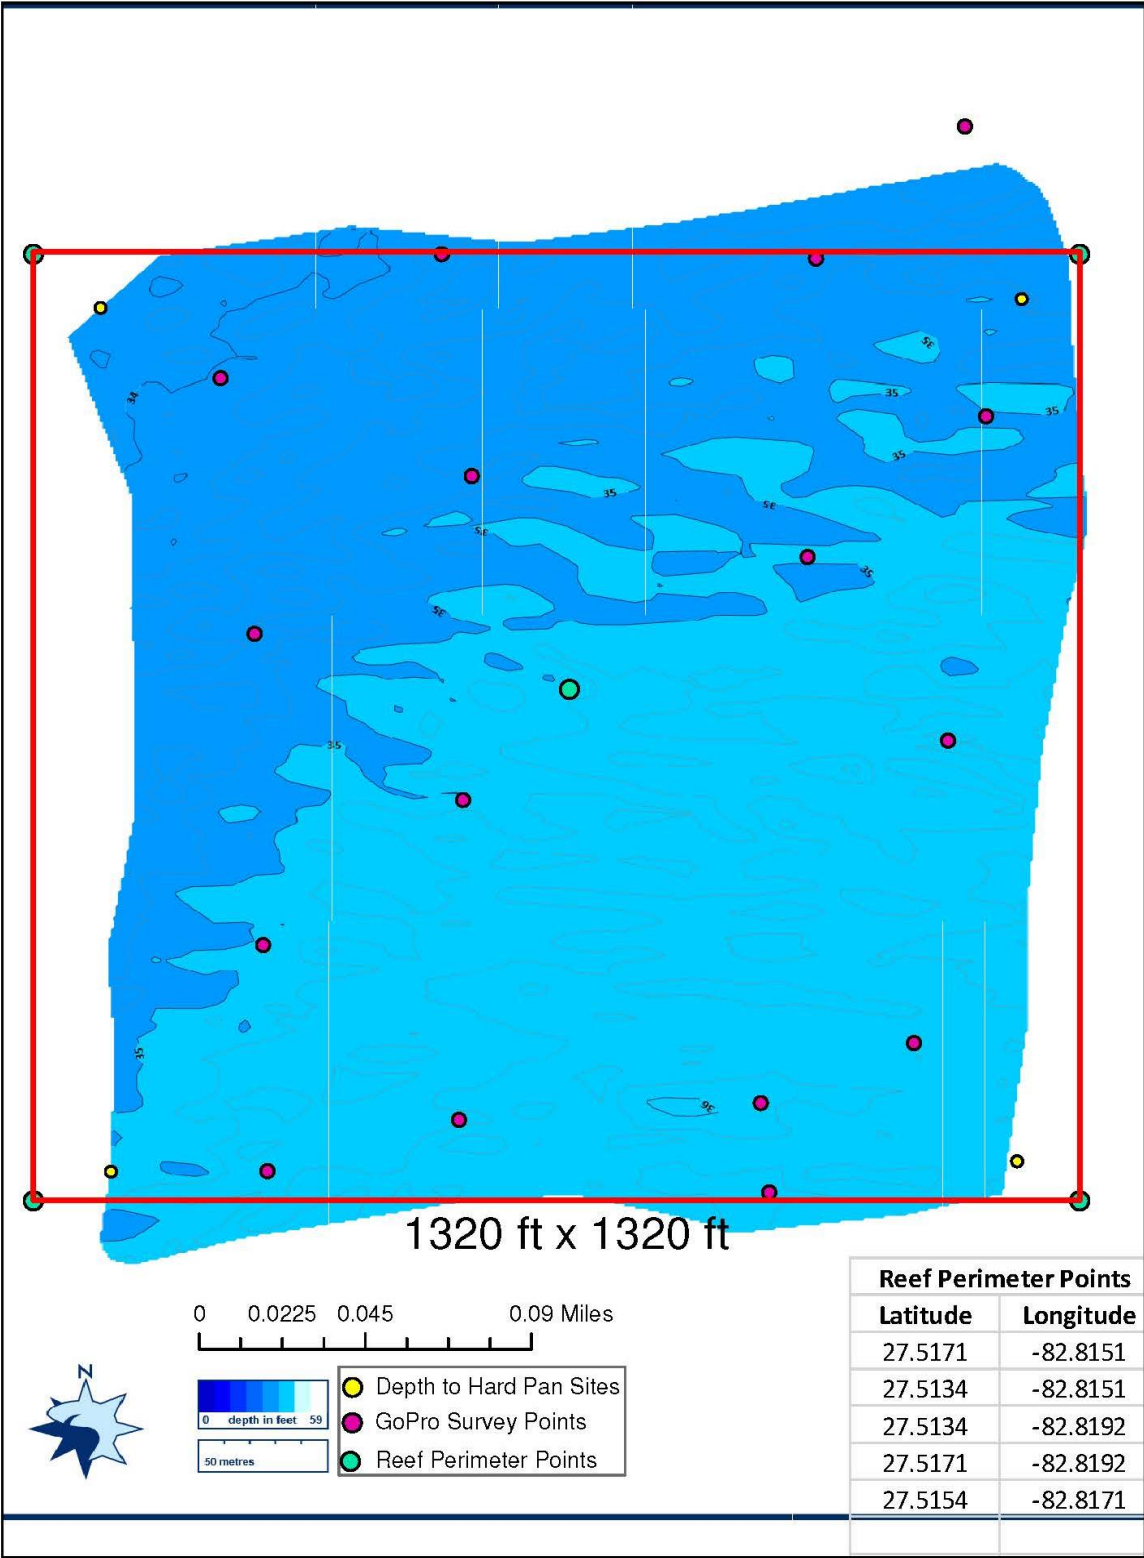 35
34
35
35
35
35
35
35
35
35
35
35
35
36
1320 ft x 1320 ft
0 0.0225 0.045 0.09 Miles
N
0 depth in feet 59
50 metres
Depth to Hard Pan Sites
GoPro Survey Points
Reef Perimeter Points
Reef Perimeter Points
Latitude Longitude
27.5171 -82.8151
27.5134 -82.8151
27.5134 -82.8192
27.5171 -82.8192
27.5154 -82.8171